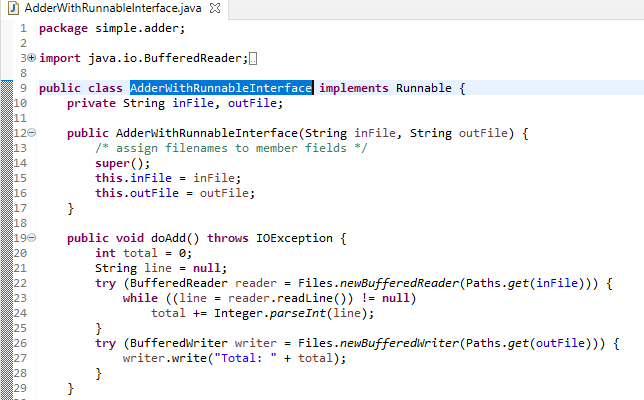 AdderWithRunnableInterface.java
1 package simple.adder;
2
3 import java.io.BufferedReader;
8
9 public class AdderWithRunnableInterface implements Runnable {
10 private String inFile, outFile;
11
12 public AdderWithRunnableInterface(String inFile, String outFile) {
13 /* assign filenames to member fields */
14 super();
15 this.inFile = inFile;
16 this.outFile = outFile;
17 }
18
19 public void doAdd() throws IOException {
20 int total = 0;
21 String line = null;
22 try (BufferedReader reader = Files.newBufferedReader(Paths.get(inFile))) {
23 while ((line = reader.readLine()) != null)
24 total += Integer.parseInt(line);
25 }
26 try (BufferedWriter writer = Files.newBufferedWriter(Paths.get(outFile))) {
27 writer.write("Total: " + total);
28 }
29 }